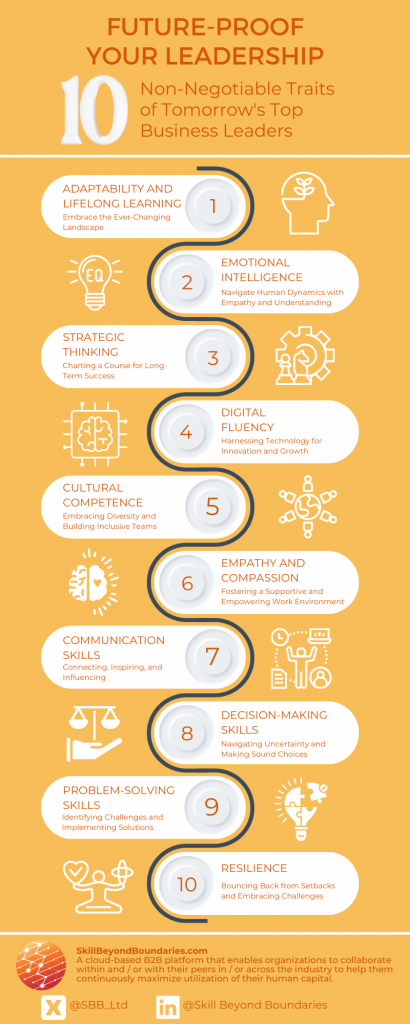 FUTURE-PROOF
YOUR LEADERSHIP
10
Non-Negotiable Traits
of Tomorrow's Top
Business Leaders
ADAPTABILITY AND
LIFELONG LEARNING
Embrace the Ever-Changing
Landscape
1
EQ
2
EMOTIONAL
INTELLIGENCE
Navigate Human Dynamics with
Empathy and Understanding
STRATEGIC
THINKING
Charting a Course for Long-
Term Success
3
4
DIGITAL
FLUENCY
Harnessing Technology for
Innovation and Growth
CULTURAL
COMPETENCE
Embracing Diversity and
Building Inclusive Teams
5
6
EMPATHY AND
COMPASSION
Fostering a Supportive and
Empowering Work Environment
COMMUNICATION
SKILLS
Connecting, Inspiring, and
Influencing
7
8
DECISION-MAKING
SKILLS
Navigating Uncertainty and
Making Sound Choices
PROBLEM-SOLVING
SKILLS
Identifying Challenges and
Implementing Solutions
9
10
RESILIENCE
Bouncing Back from Setbacks
and Embracing Challenges
SkillBeyondBoundaries.com
A cloud-based B2B platform that enables organizations to collaborate
within and / or with their peers in / or across the industry to help them
continuously maximize utilization of their human capital.
X @SBB_Ltd
in @Skill Beyond Boundaries